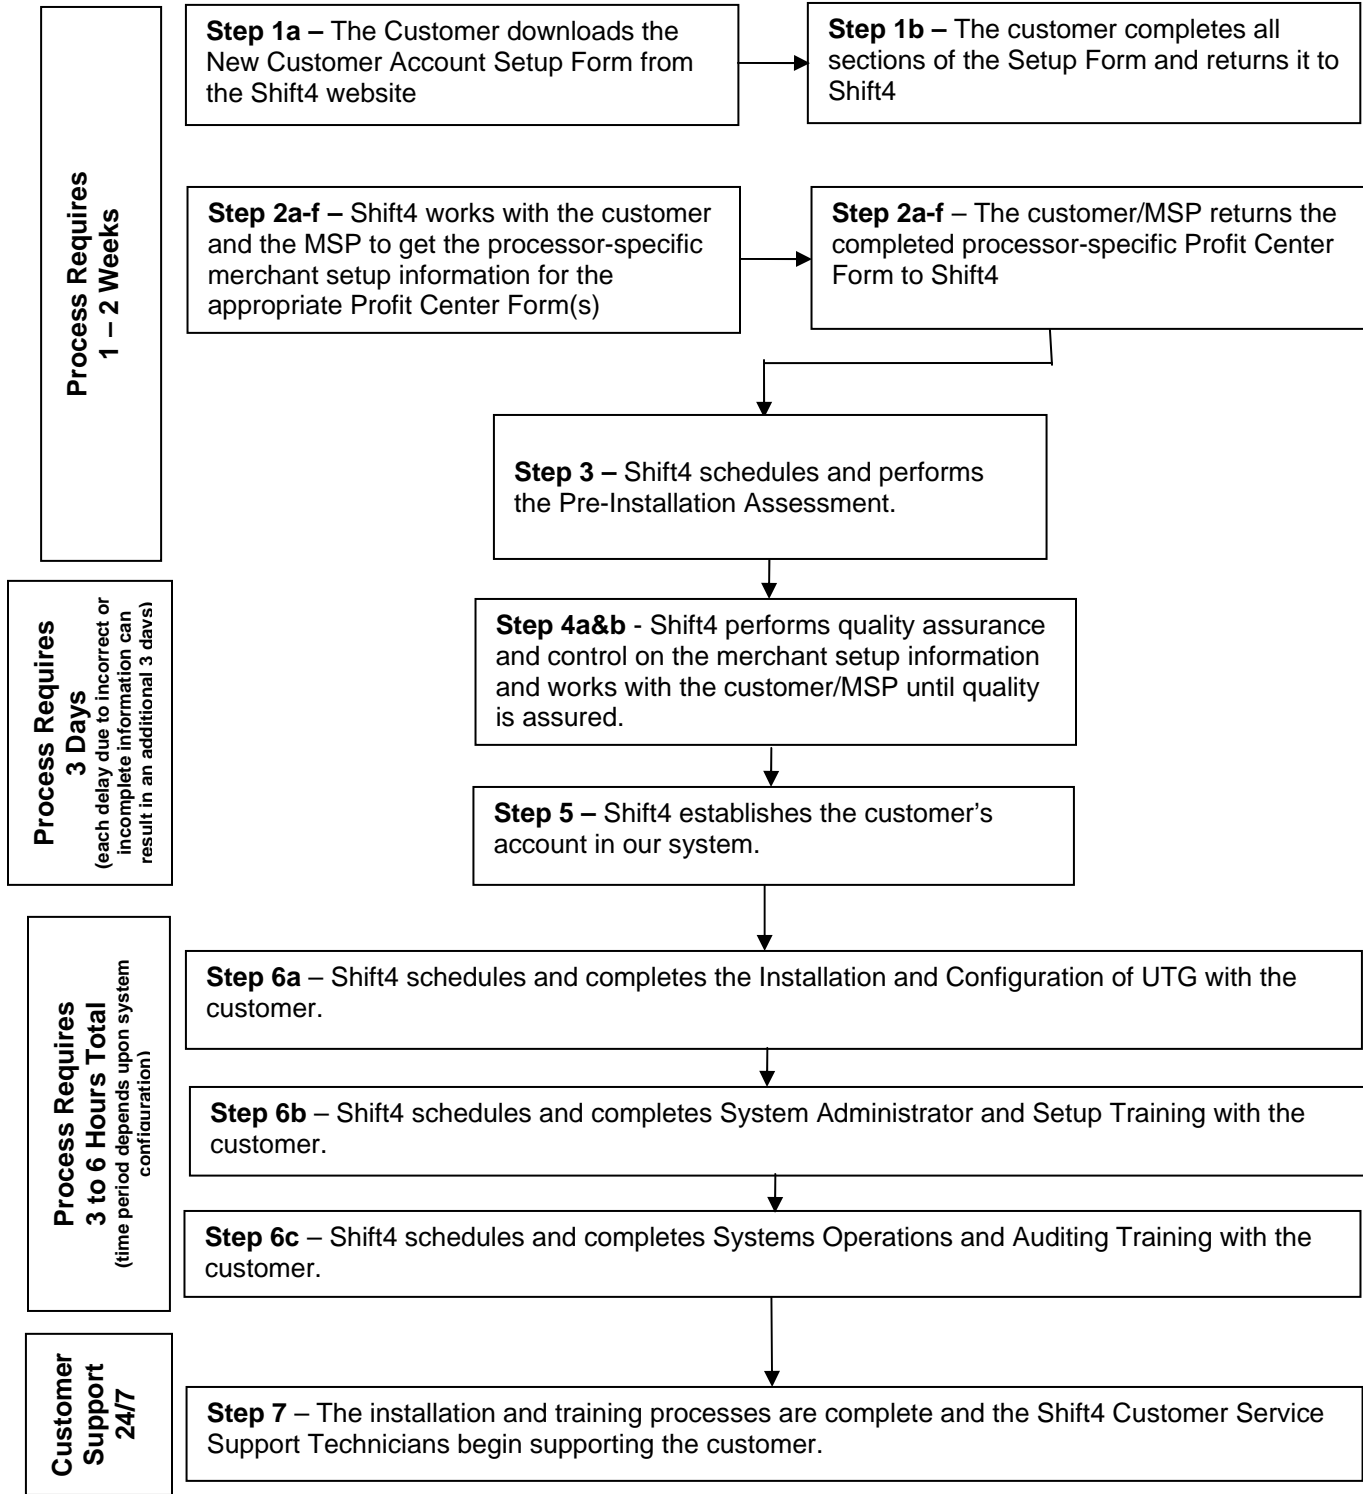 Process Requires
1 – 2 Weeks
Step 1a – The Customer downloads the
New Customer Account Setup Form from
the Shift4 website
Step 1b – The customer completes all
sections of the Setup Form and returns it to
Shift4
Step 2a-f – Shift4 works with the customer
and the MSP to get the processor-specific
merchant setup information for the
appropriate Profit Center Form(s)
Step 2a-f – The customer/MSP returns the
completed processor-specific Profit Center
Form to Shift4
Step 3 – Shift4 schedules and performs
the Pre-Installation Assessment.
Process Requires
3 Days
(each delay due to incorrect or
incomplete information can
result in an additional 3 days)
Step 4a&b - Shift4 performs quality assurance
and control on the merchant setup information
and works with the customer/MSP until quality
is assured.
Step 5 – Shift4 establishes the customer’s
account in our system.
Process Requires
3 to 6 Hours Total
(time period depends upon system
configuration)
Step 6a – Shift4 schedules and completes the Installation and Configuration of UTG with the
customer.
Step 6b – Shift4 schedules and completes System Administrator and Setup Training with the
customer.
Step 6c – Shift4 schedules and completes Systems Operations and Auditing Training with the
customer.
Customer
Support
24/7
Step 7 – The installation and training processes are complete and the Shift4 Customer Service
Support Technicians begin supporting the customer.